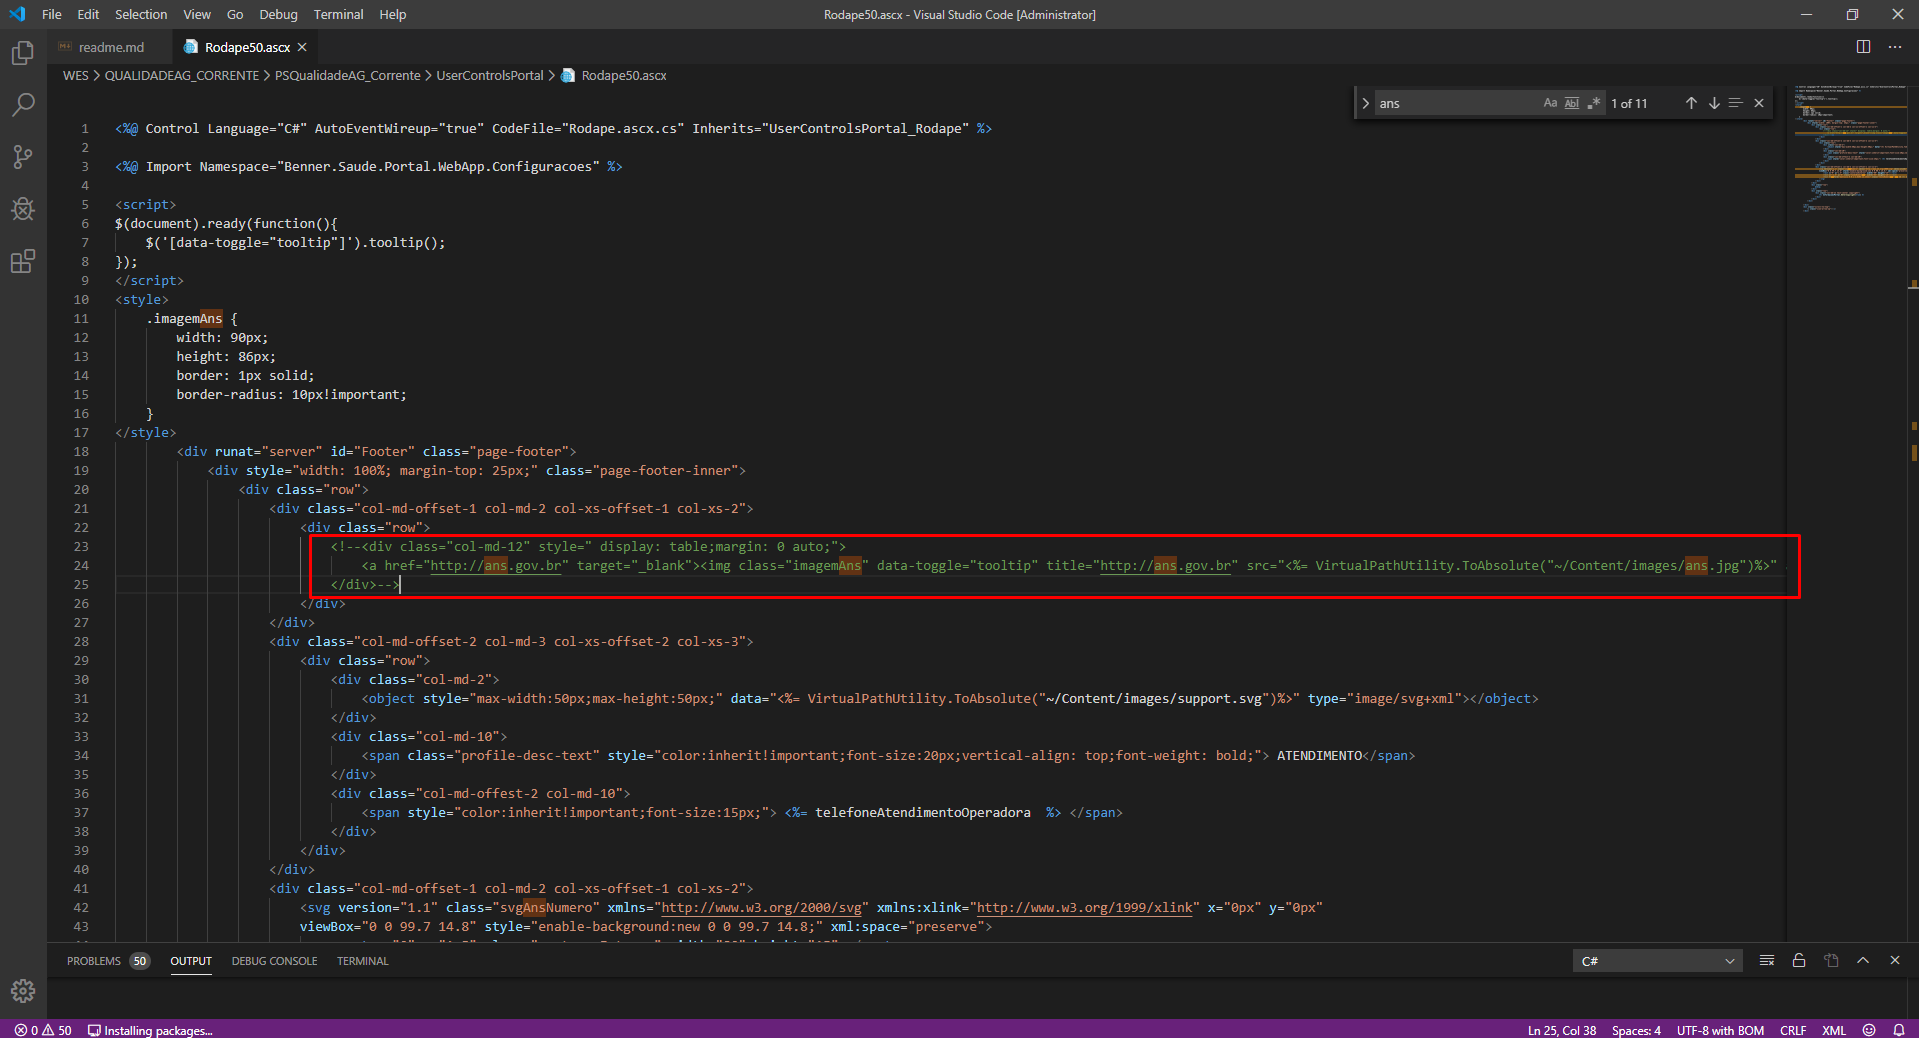 File Edit Selection View Go Debug Terminal Help
Rodape50.ascx - Visual Studio Code [Administrator]
readme.md
Rodape50.ascx
WES > QUALIDADEAG_CORRENTE > PSQualidadeAG_Corrente > UserControlsPortal > Rodape50.ascx
ans
Aa Abl .* 1 of 11
1 <%@ Control Language="C#" AutoEventWireup="true" CodeFile="Rodape.ascx.cs" Inherits="UserControlsPortal_Rodape" %>
2
3 <%@ Import Namespace="Benner.Saude.Portal.WebApp.Configuracoes" %>
4
5 <script>
6 $(document).ready(function(){
7 $('[data-toggle="tooltip"]').tooltip();
8 });
9 </script>
10 <style>
11 .imagemAns {
12 width: 90px;
13 height: 86px;
14 border: 1px solid;
15 border-radius: 10px!important;
16 }
17 </style>
18 <div runat="server" id="Footer" class="page-footer">
19 <div style="width: 100%; margin-top: 25px;" class="page-footer-inner">
20 <div class="row">
21 <div class="col-md-offset-1 col-md-2 col-xs-offset-1 col-xs-2">
22 <div class="row">
23 <!--<div class="col-md-12" style=" display: table;margin: 0 auto;">
24 <a href="http://ans.gov.br" target="_blank"><img class="imagemAns" data-toggle="tooltip" title="http://ans.gov.br" src="<%= VirtualPathUtility.ToAbsolute("~/Content/images/ans.jpg")%>"
25 </div>-->
26 </div>
27 </div>
28 <div class="col-md-offset-2 col-md-3 col-xs-offset-2 col-xs-3">
29 <div class="row">
30 <div class="col-md-2">
31 <object style="max-width:50px;max-height:50px;" data="<%= VirtualPathUtility.ToAbsolute("~/Content/images/support.svg")%>" type="image/svg+xml"></object>
32 </div>
33 <div class="col-md-10">
34 <span class="profile-desc-text" style="color:inherit!important;font-size:20px;vertical-align: top;font-weight: bold;"> ATENDIMENTO</span>
35 </div>
36 <div class="col-md-offest-2 col-md-10">
37 <span style="color:inherit!important;font-size:15px;"> <%= telefoneAtendimentoOperadora %> </span>
38 </div>
39 </div>
40 </div>
41 <div class="col-md-offset-1 col-md-2 col-xs-offset-1 col-xs-2">
42 <svg version="1.1" class="svgAnsNumero" xmlns="http://www.w3.org/2000/svg" xmlns:xlink="http://www.w3.org/1999/xlink" x="0px" y="0px"
43 viewBox="0 0 99.7 14.8" style="enable-background:new 0 0 99.7 14.8;" xml:space="preserve">
PROBLEMS 50 OUTPUT DEBUG CONSOLE TERMINAL
C#
0 50 Installing packages...
Ln 25, Col 38 Spaces: 4 UTF-8 with BOM CRLF XML